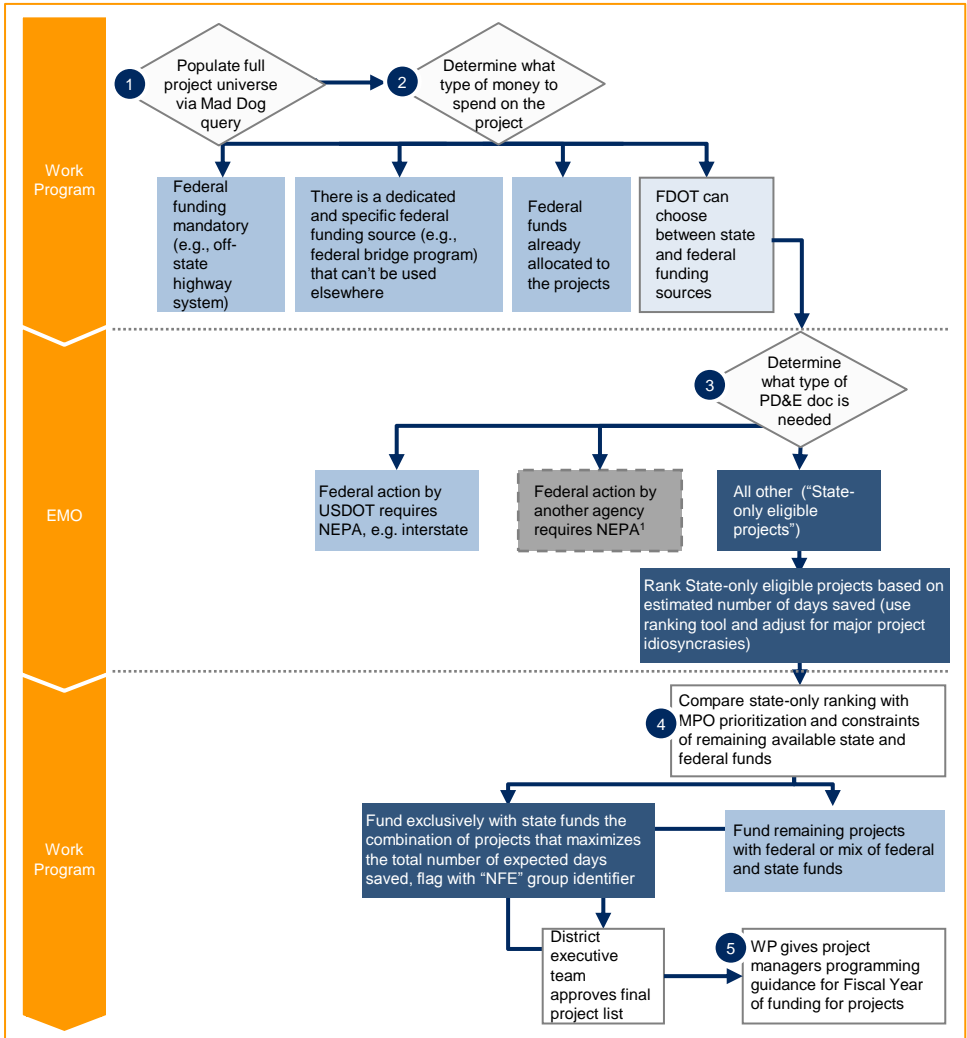 Work
Program
1
Populate full
project universe
via Mad Dog
query
2
Determine what
type of money to
spend on the
project
Federal
funding
mandatory
(e.g., off-
state
highway
system)
There is a dedicated
and specific federal
funding source (e.g.,
federal bridge program)
that can't be used
elsewhere
Federal
funds
already
allocated to
the projects
FDOT can
choose
between state
and federal
funding
sources
EMO
3
Determine
what type of
PD&E doc is
needed
Federal action by
USDOT requires
NEPA, e.g. interstate
Federal action by
another agency
requires NEPA¹
All other ("State-
only eligible
projects")
Rank State-only eligible projects based on
estimated number of days saved (use
ranking tool and adjust for major project
idiosyncrasies)
Work
Program
4
Compare state-only ranking with
MPO prioritization and constraints
of remaining available state and
federal funds
Fund exclusively with state funds the
combination of projects that maximizes
the total number of expected days
saved, flag with "NFE" group identifier
Fund remaining projects
with federal or mix of federal
and state funds
District
executive
team
approves final
project list
5
WP gives project
managers programming
guidance for Fiscal Year
of funding for projects